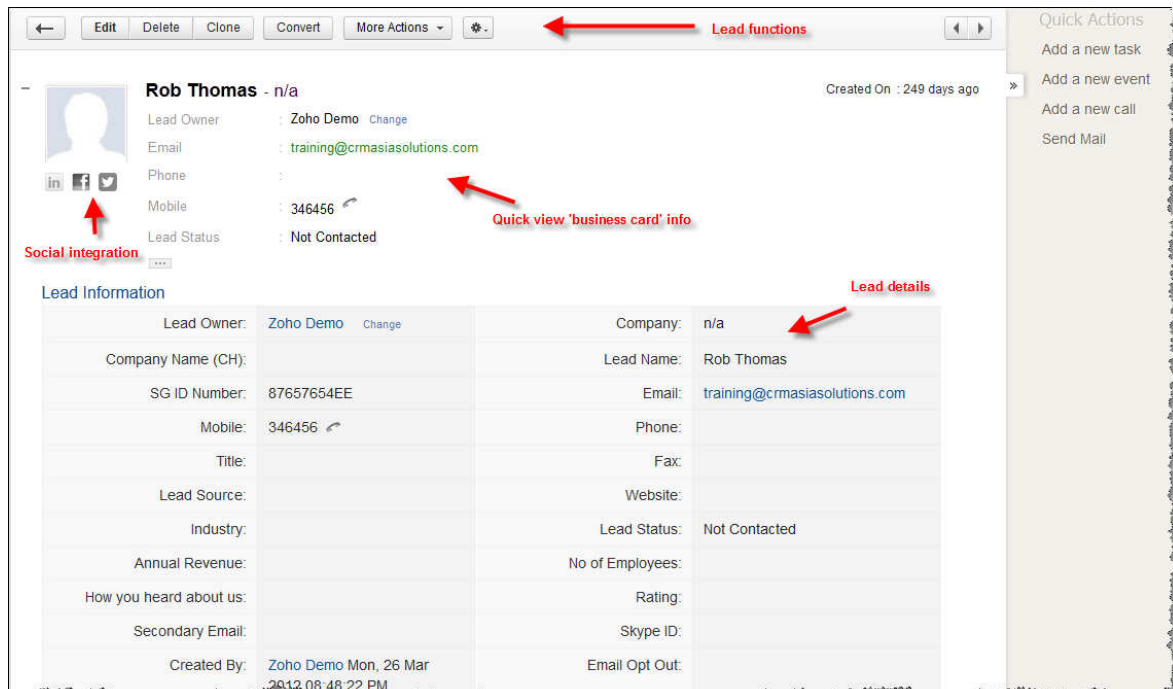 Edit Delete Clone Convert More Actions Lead functions
Quick Actions
Add a new task
Add a new event
Add a new call
Send Mail
Rob Thomas - n/a
Created On : 249 days ago
Lead Owner : Zoho Demo Change
Email : training@crmasiasolutions.com
Phone :
Mobile : 346456
Lead Status : Not Contacted
in f
Social integration
Quick view 'business card' info
Lead details
Lead Information
Lead Owner: Zoho Demo Change Company: n/a
Company Name (CH): Lead Name: Rob Thomas
SG ID Number: 87657654EE Email: training@crmasiasolutions.com
Mobile: 346456 Phone:
Title: Fax:
Lead Source: Website:
Industry: Lead Status: Not Contacted
Annual Revenue: No of Employees:
How you heard about us: Rating:
Secondary Email: Skype ID:
Created By: Zoho Demo Mon, 26 Mar Email Opt Out:
2012 08:48:22 PM